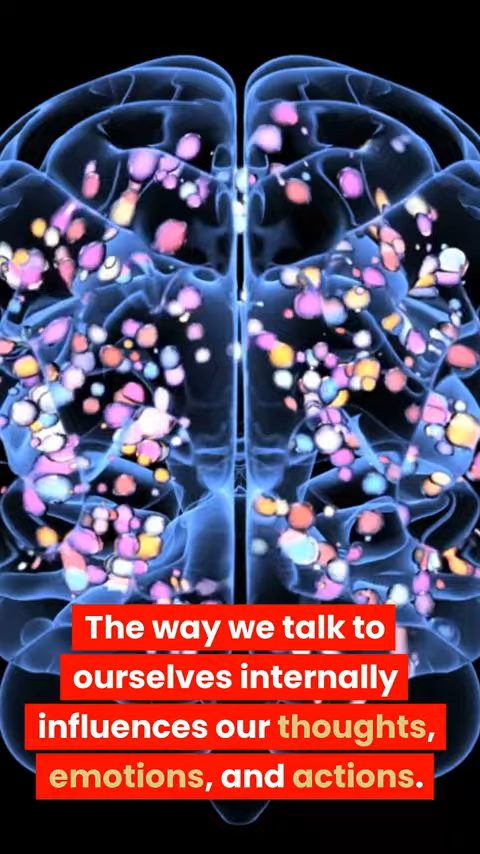 The way we talk to
ourselves internally
influences our thoughts,
emotions, and actions.